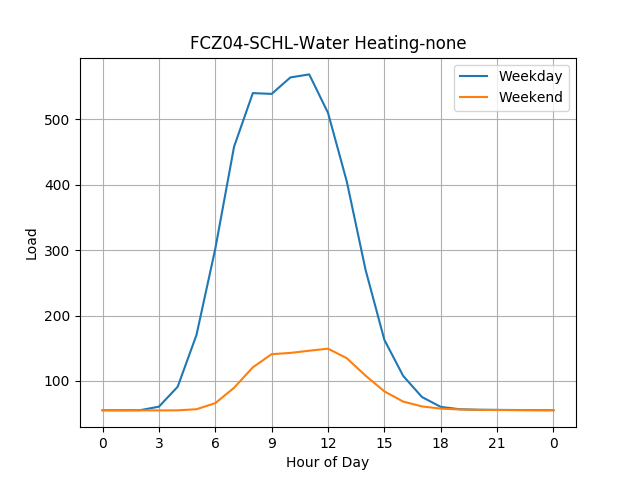 FCZ04-SCHL-Water Heating-none
Weekday
Weekend
500
400
300
200
100
Load
0 3 6 9 12 15 18 21 0
Hour of Day